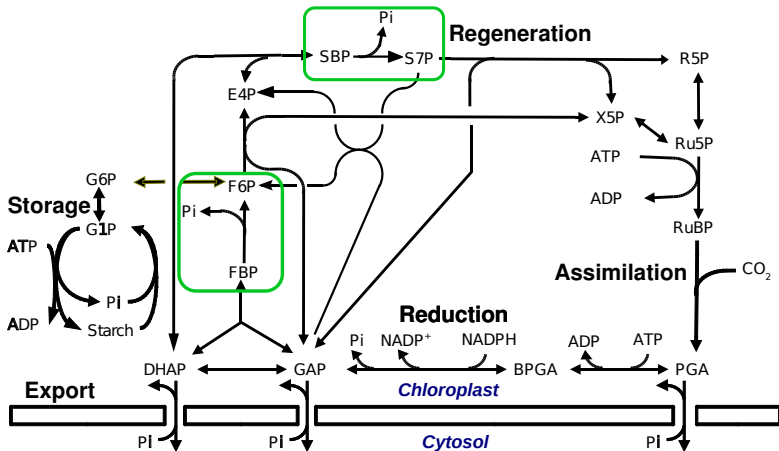 Pi
Regeneration
SBP
S7P
R5P
E4P
X5P
Ru5P
ATP
G6P
F6P
ADP
Storage
Pi
G1P
RuBP
ATP
FBP
Assimilation
CO2
Pi
Reduction
ADP
Starch
Pi
NADP+
NADPH
ADP
ATP
DHAP
GAP
BPGA
PGA
Export
Chloroplast
Pi
Pi
Cytosol
Pi